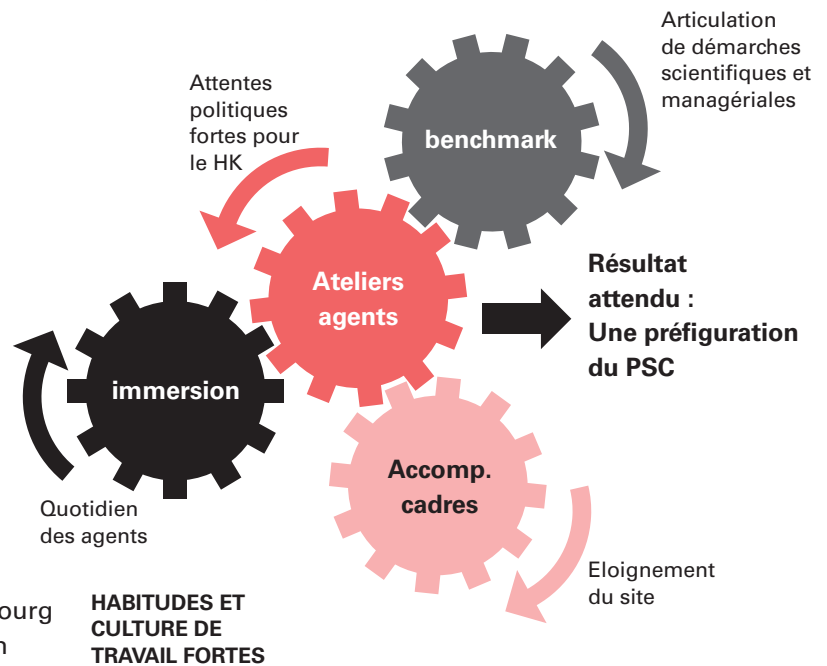 Articulation
de démarches
scientifiques et
managériales
Attentes
politiques
fortes pour
le HK
benchmark
Ateliers
agents
Résultat
attendu :
Une préfiguration
du PSC
immersion
Accomp.
cadres
Quotidien
des agents
Eloignement
du site
ourg
n
HABITUDES ET
CULTURE DE
TRAVAIL FORTES